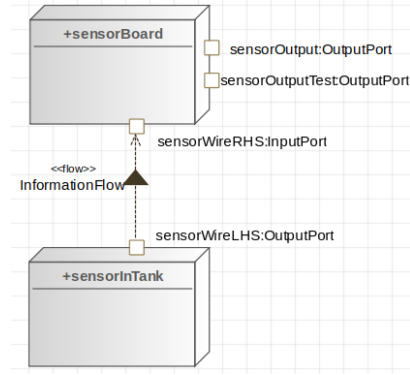 +sensorBoard
sensorOutput:OutputPort
sensorOutputTest:OutputPort
sensorWireRHS:InputPort
<<flow>>
InformationFlow
sensorWireLHS:OutputPort
+sensorInTank